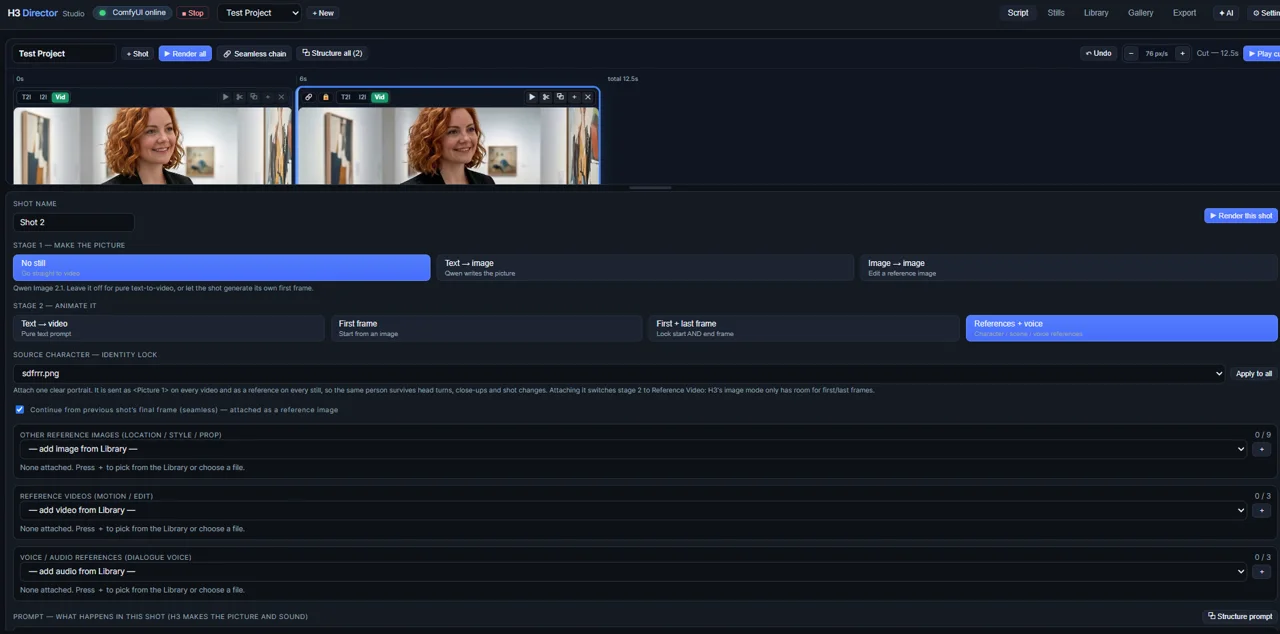 H3 Director Studio ComfyUI online Stop Test Project + New Script Stills Library Gallery Export AI Settin
Test Project + Shot Render all Seamless chain Structure all (2) Undo − 76 px/s + Cut — 12.5s Play cu
0s 6s total 12.5s
T2I I2I Vid T2I I2I Vid
SHOT NAME
Shot 2 Render this shot
STAGE 1 — MAKE THE PICTURE
No still Text → image Image → image
Go straight to video Qwen writes the picture Edit a reference image
Qwen Image 2.1. Leave it off for pure text-to-video, or let the shot generate its own first frame.
STAGE 2 — ANIMATE IT
Text → video First frame First + last frame References + voice
Pure text prompt Start from an image Lock start AND end frame Character / scene / voice references
SOURCE CHARACTER — IDENTITY LOCK
sdfrrr.png Apply to all
Attach one clear portrait. It is sent as <Picture 1> on every video and as a reference on every still, so the same person survives head turns, close-ups and shot changes. Attaching it switches stage 2 to Reference Video: H3's image mode only has room for first/last frames.
Continue from previous shot's final frame (seamless) — attached as a reference image
OTHER REFERENCE IMAGES (LOCATION / STYLE / PROP) 0 / 9
— add image from Library — +
None attached. Press + to pick from the Library or choose a file.
REFERENCE VIDEOS (MOTION / EDIT) 0 / 3
— add video from Library — +
None attached. Press + to pick from the Library or choose a file.
VOICE / AUDIO REFERENCES (DIALOGUE VOICE) 0 / 3
— add audio from Library — +
None attached. Press + to pick from the Library or choose a file.
PROMPT — WHAT HAPPENS IN THIS SHOT (H3 MAKES THE PICTURE AND SOUND) Structure prompt